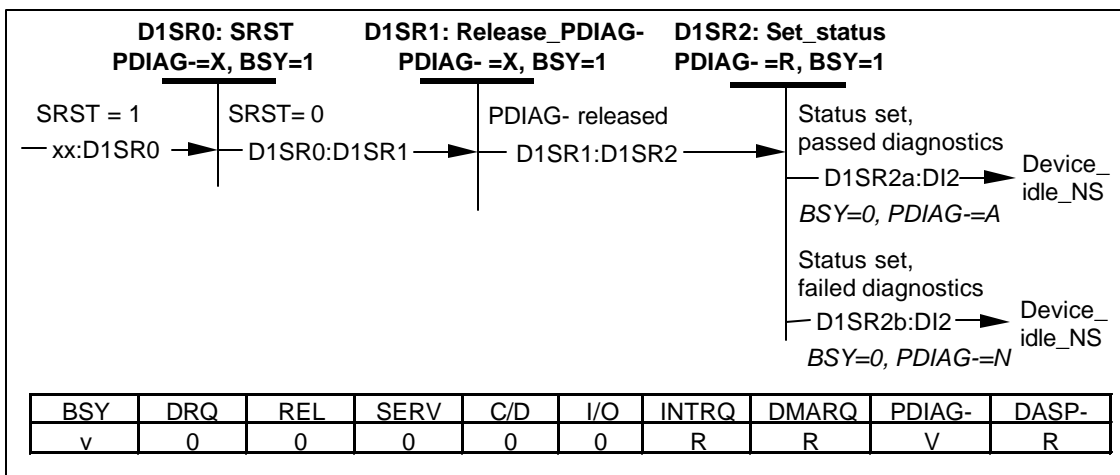 D1SR0: SRST
PDIAG-=X, BSY=1
D1SR1: Release_PDIAG-
PDIAG- =X, BSY=1
D1SR2: Set_status
PDIAG- =R, BSY=1
SRST = 1
xx:D1SR0
SRST= 0
D1SR0:D1SR1
PDIAG- released
D1SR1:D1SR2
Status set,
passed diagnostics
D1SR2a:DI2
BSY=0, PDIAG-=A
Device_
idle_NS
Status set,
failed diagnostics
D1SR2b:DI2
BSY=0, PDIAG-=N
Device_
idle_NS
BSY DRQ REL SERV C/D I/O INTRQ DMARQ PDIAG- DASP-
v 0 0 0 0 0 R R V R